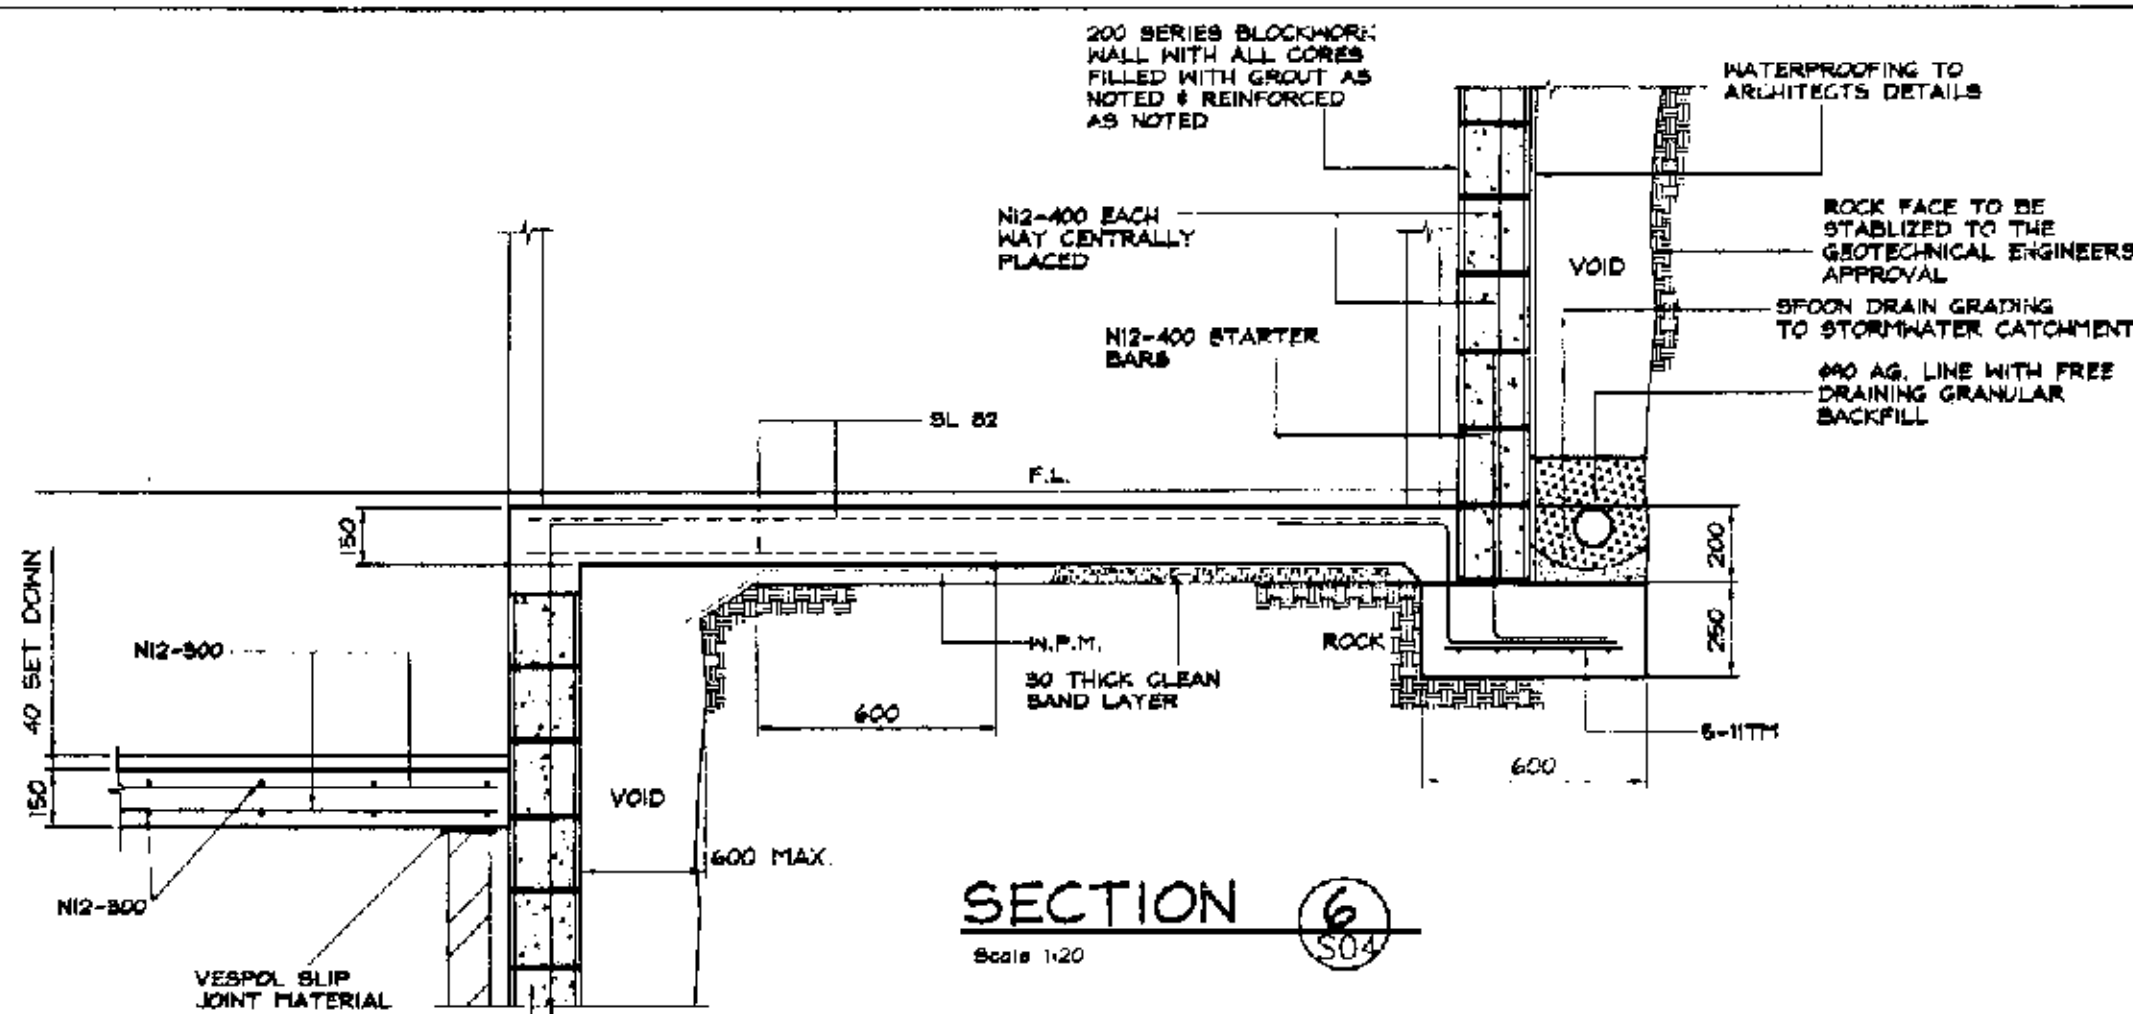 200 SERIES BLOCKWORK
WALL WITH ALL CORES
FILLED WITH GROUT AS
NOTED & REINFORCED
AS NOTED
WATERPROOFING TO
ARCHITECTS DETAILS
N12-400 EACH
WAY CENTRALLY
PLACED
ROCK FACE TO BE
STABLIZED TO THE
GEOTECHNICAL ENGINEERS
APPROVAL
VOID
SPOON DRAIN GRADING
TO STORMWATER CATCHMENT
N12-400 STARTER
BARS
Ø90 AG. LINE WITH FREE
DRAINING GRANULAR
BACKFILL
SL 82
F.L.
150
200
40 SET DOWN
N12-300
W.P.M.
ROCK
250
50 THICK CLEAN
SAND LAYER
600
5-11TM
600
150
VOID
600 MAX.
N12-300
SECTION 6
S04
Scale 1:20
VESPOL SLIP
JOINT MATERIAL